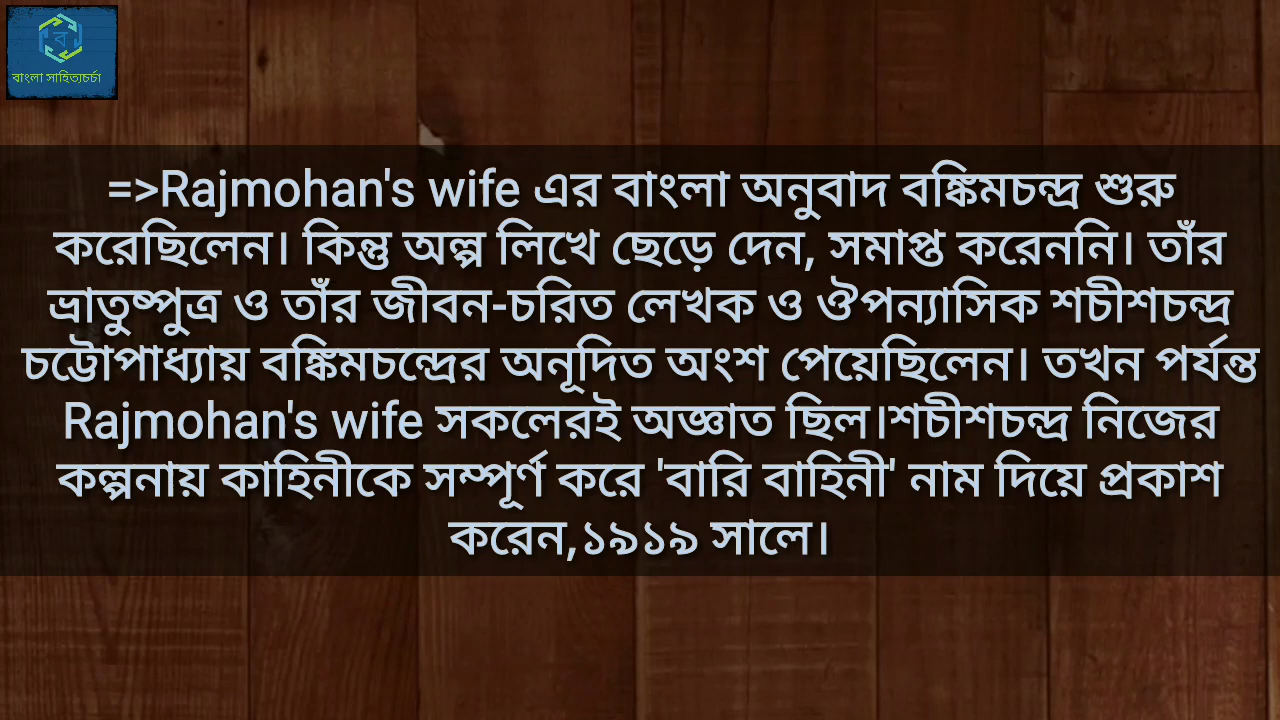 ব
বাংলা সাহিত্যচর্চা
=>Rajmohan's wife এর বাংলা অনুবাদ বঙ্কিমচন্দ্র শুরু
করেছিলেন। কিন্তু অল্প লিখে ছেড়ে দেন, সমাপ্ত করেননি। তাঁর
ভ্রাতুষ্পুত্র ও তাঁর জীবন-চরিত লেখক ও ঔপন্যাসিক শচীশচন্দ্র
চট্টোপাধ্যায় বঙ্কিমচন্দ্রের অনূদিত অংশ পেয়েছিলেন। তখন পর্যন্ত
Rajmohan's wife সকলেরই অজ্ঞাত ছিল।শচীশচন্দ্র নিজের
কল্পনায় কাহিনীকে সম্পূর্ণ করে 'বারি বাহিনী' নাম দিয়ে প্রকাশ
করেন,১৯১৯ সালে।